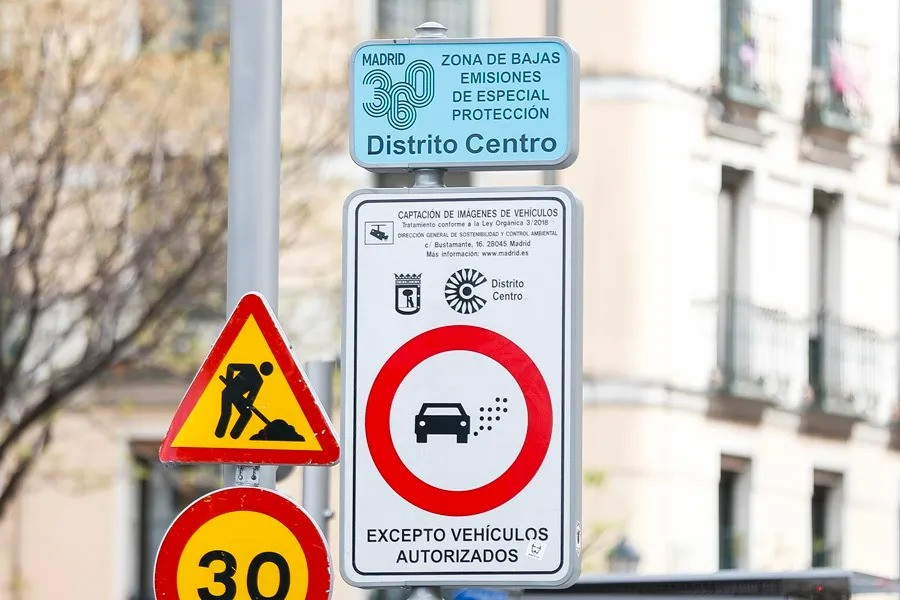 MADRID
360
ZONA DE BAJAS
EMISIONES
DE ESPECIAL
PROTECCIÓN
Distrito Centro
CAPTACIÓN DE IMÁGENES DE VEHÍCULOS
Tratamiento conforme a la Ley Orgánica 3/2018
DIRECCIÓN GENERAL DE SOSTENIBILIDAD Y CONTROL AMBIENTAL
c/ Bustamante, 16. 28045 Madrid
Más información: www.madrid.es
Distrito
Centro
EXCEPTO VEHÍCULOS
AUTORIZADOS
30